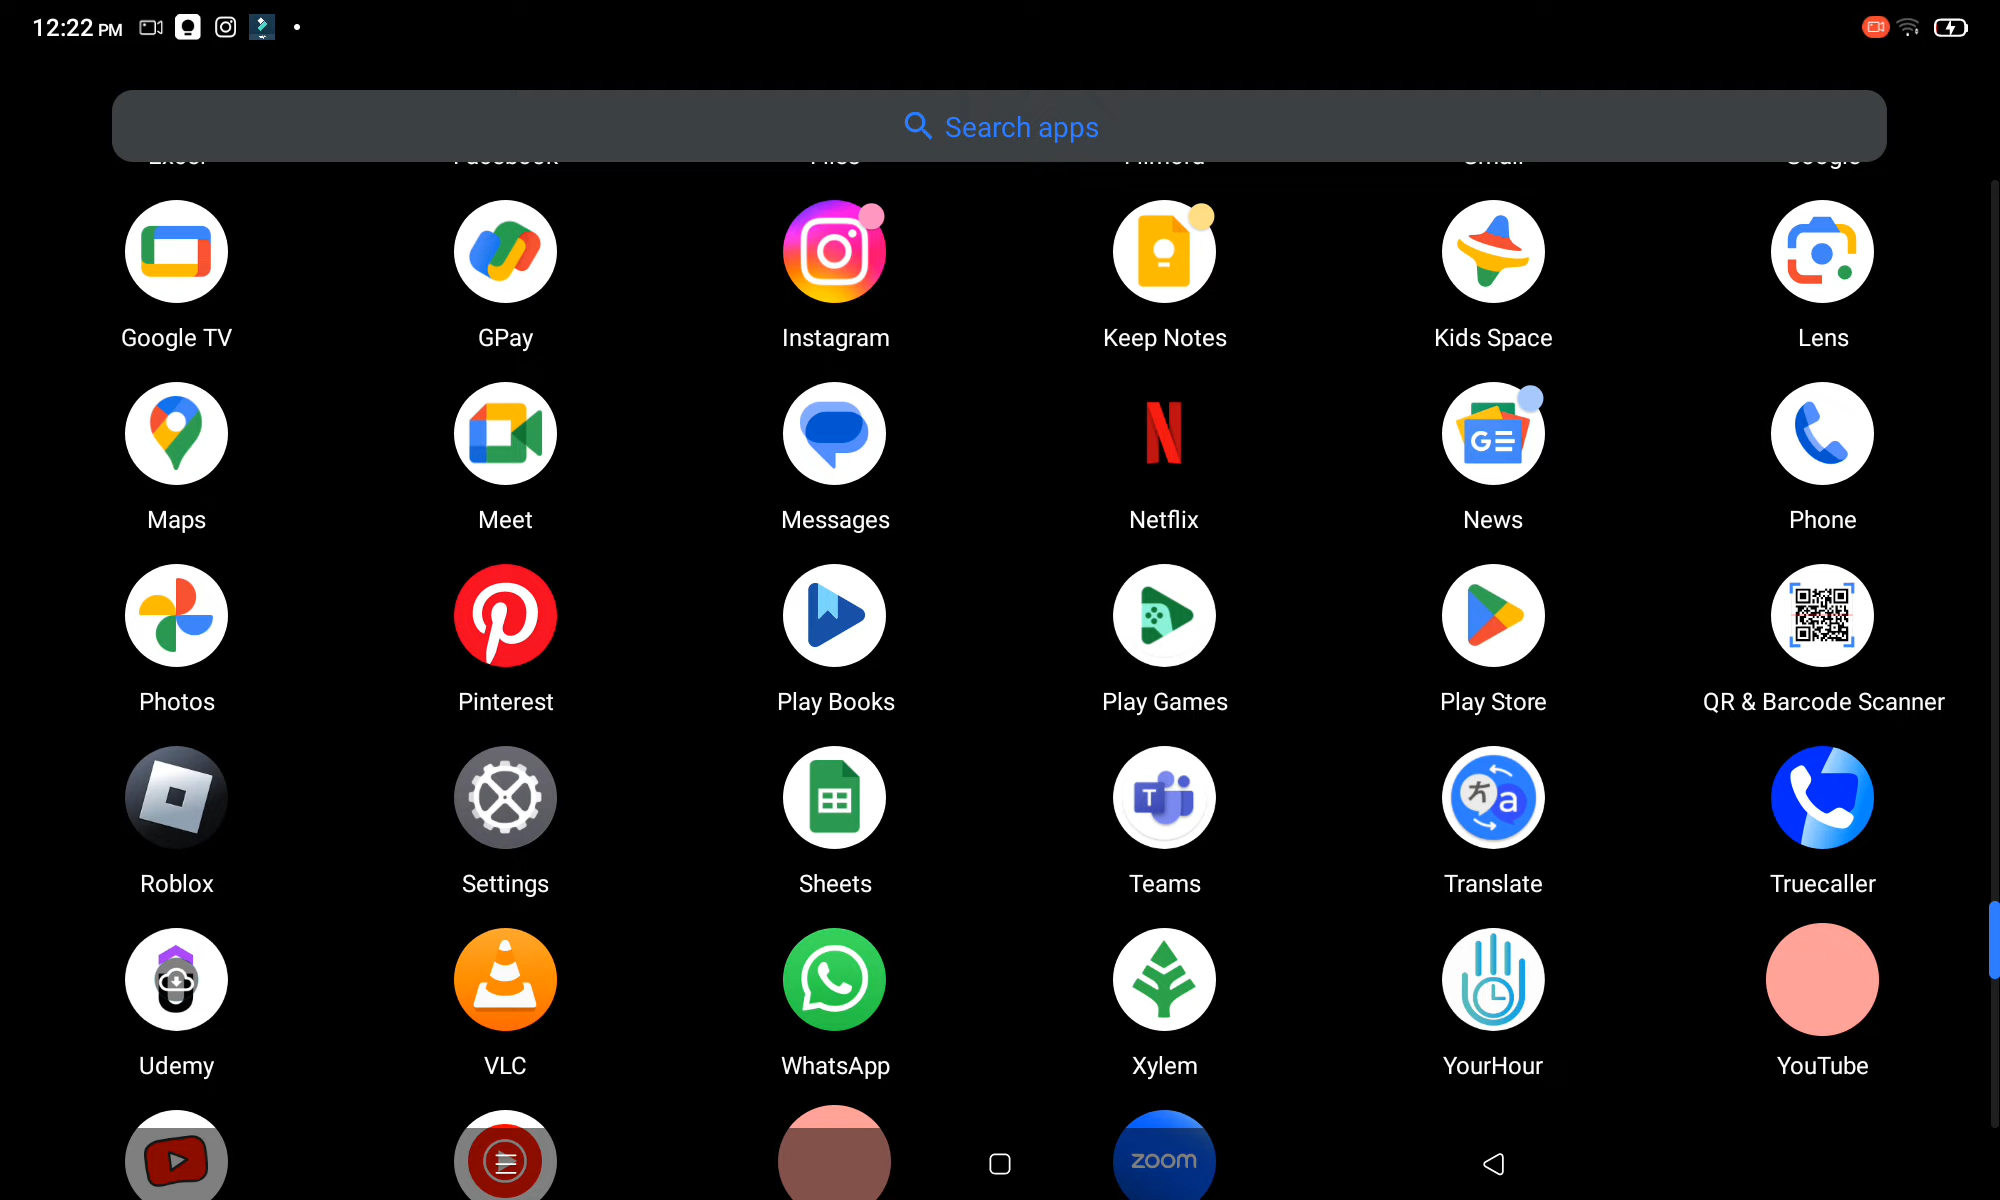 12:22 PM
Search apps
Google TV
GPay
Instagram
Keep Notes
Kids Space
Lens
Maps
Meet
Messages
Netflix
News
Phone
Photos
Pinterest
Play Books
Play Games
Play Store
QR & Barcode Scanner
Roblox
Settings
Sheets
Teams
Translate
Truecaller
Udemy
VLC
WhatsApp
Xylem
YourHour
YouTube
zoom